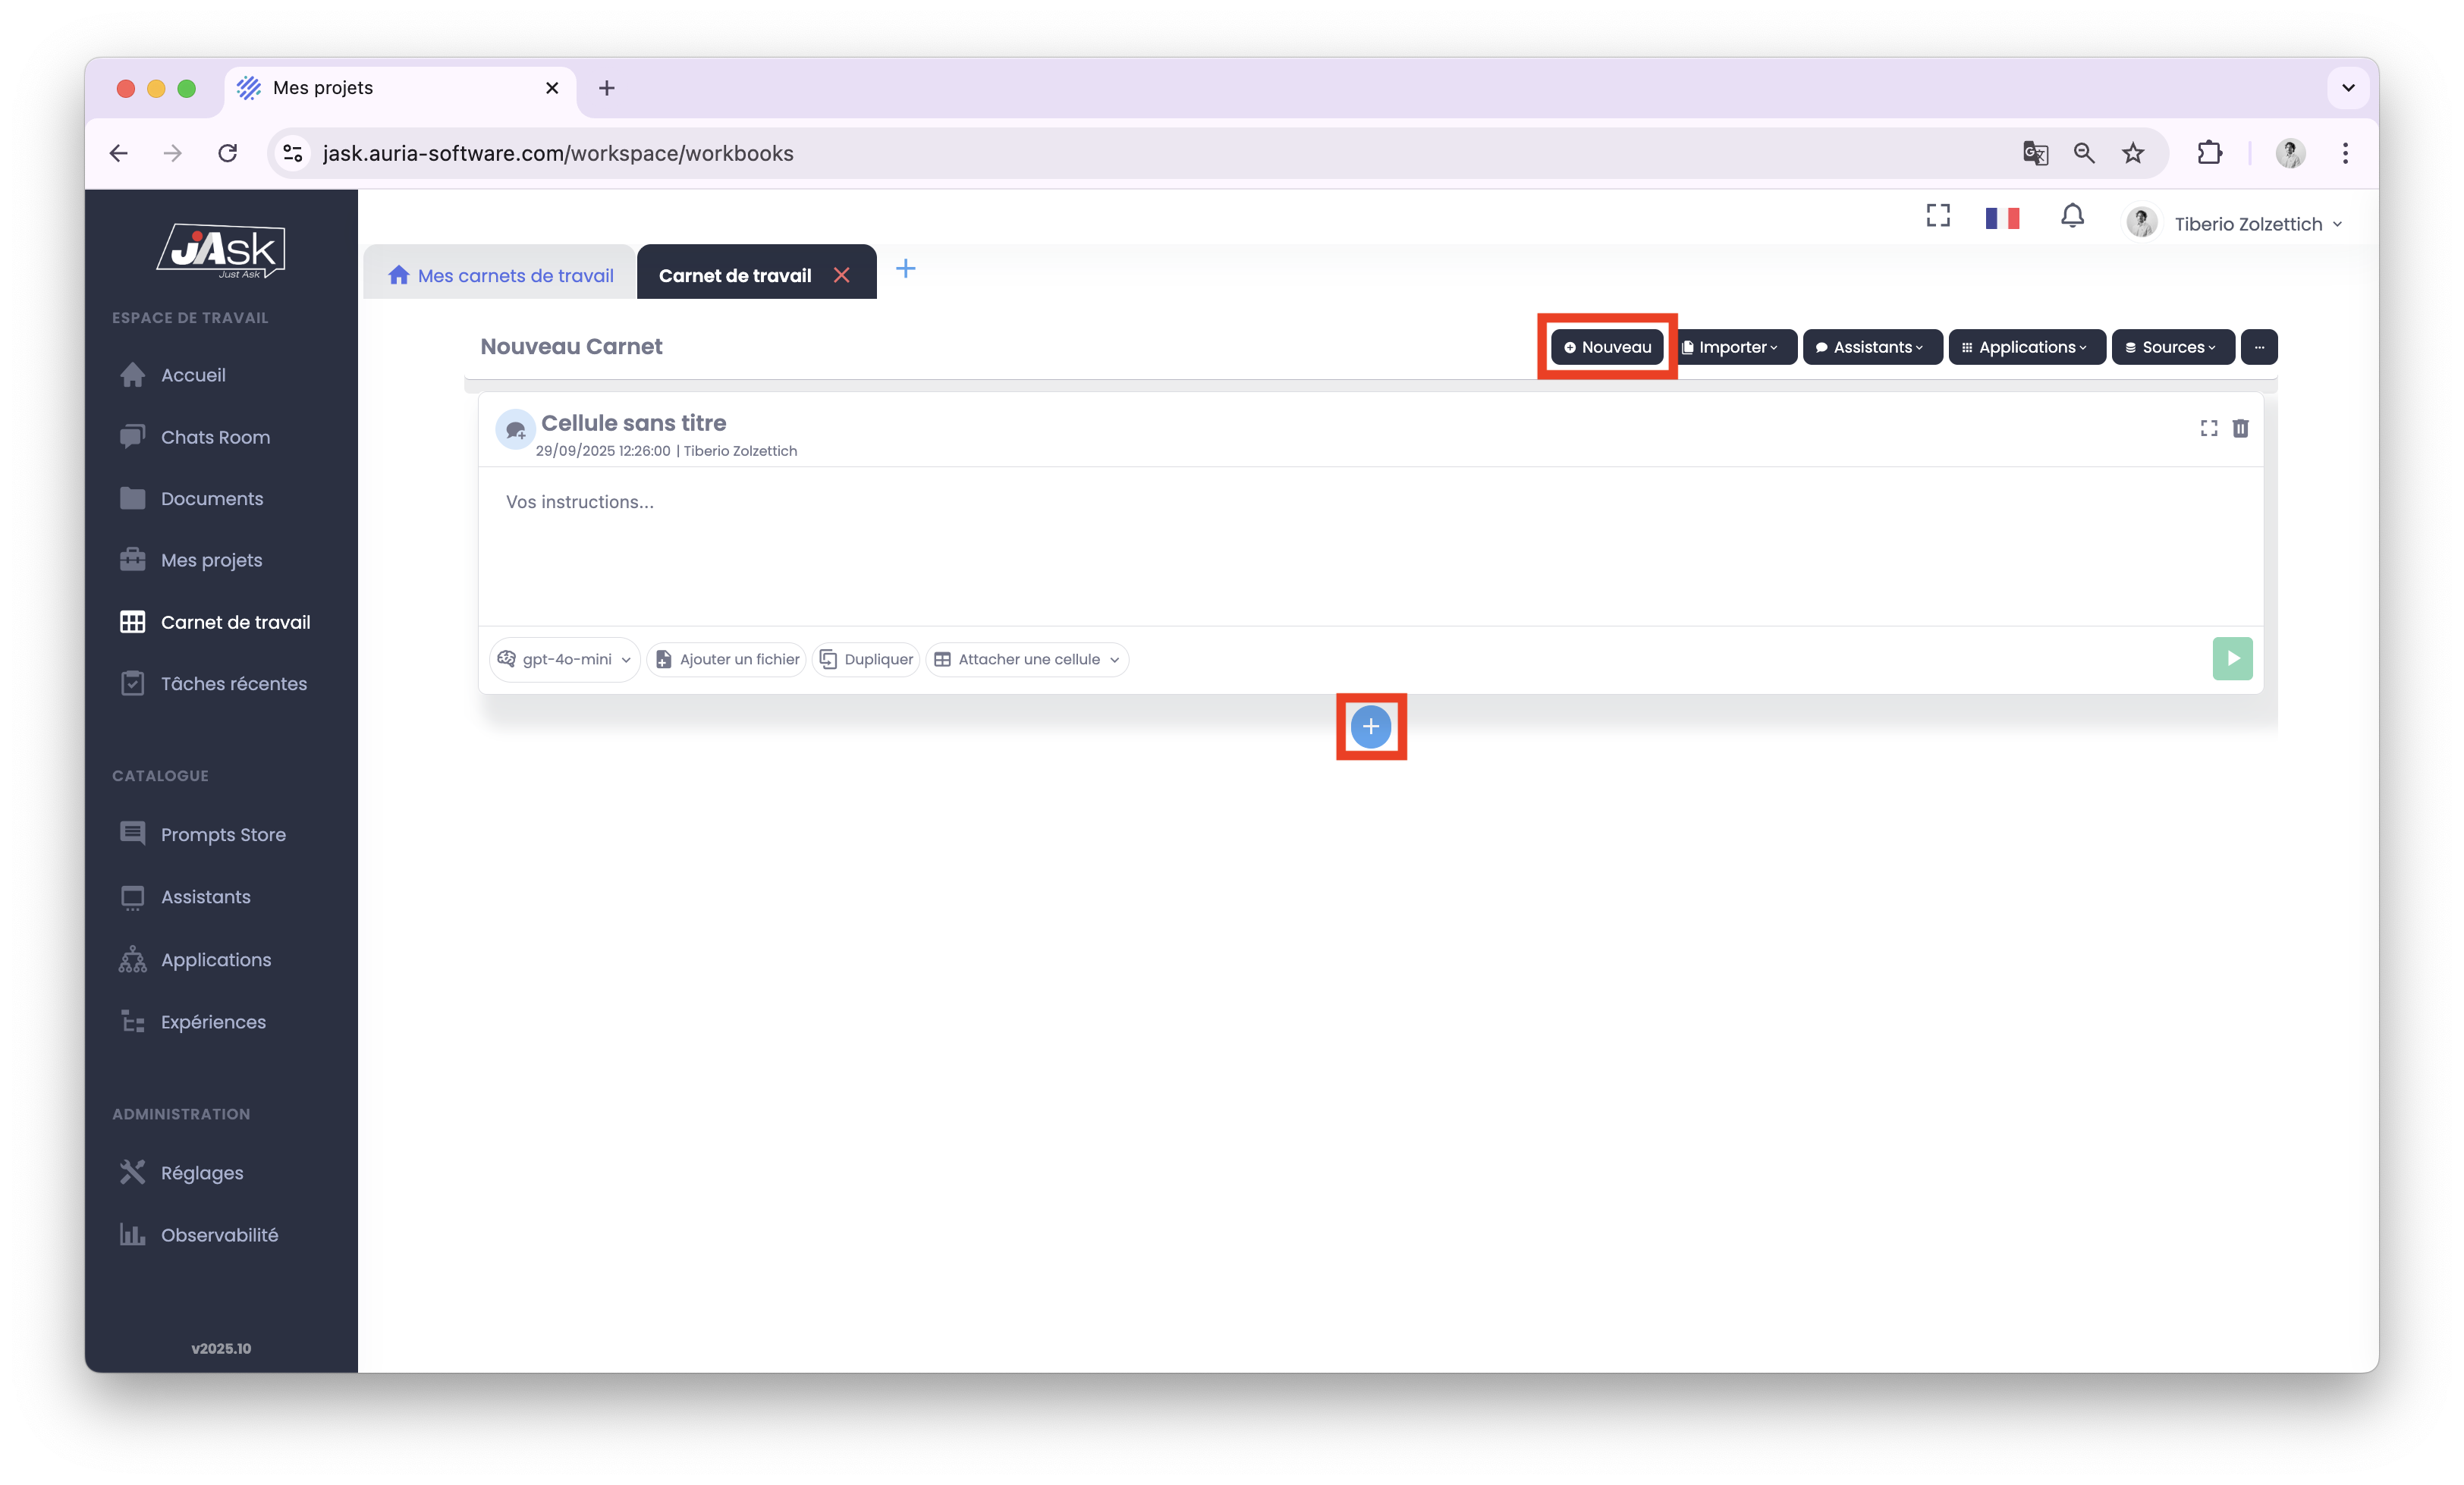 Mes projets
jask.auria-software.com/workspace/workbooks
JAsk
Just Ask
Tiberio Zolzettich
Mes carnets de travail
Carnet de travail
ESPACE DE TRAVAIL
Accueil
Chats Room
Documents
Mes projets
Carnet de travail
Tâches récentes
CATALOGUE
Prompts Store
Assistants
Applications
Expériences
ADMINISTRATION
Réglages
Observabilité
v2025.10
Nouveau Carnet
Nouveau
Importer
Assistants
Applications
Sources
...
Cellule sans titre
29/09/2025 12:26:00 | Tiberio Zolzettich
Vos instructions...
gpt-4o-mini
Ajouter un fichier
Dupliquer
Attacher une cellule